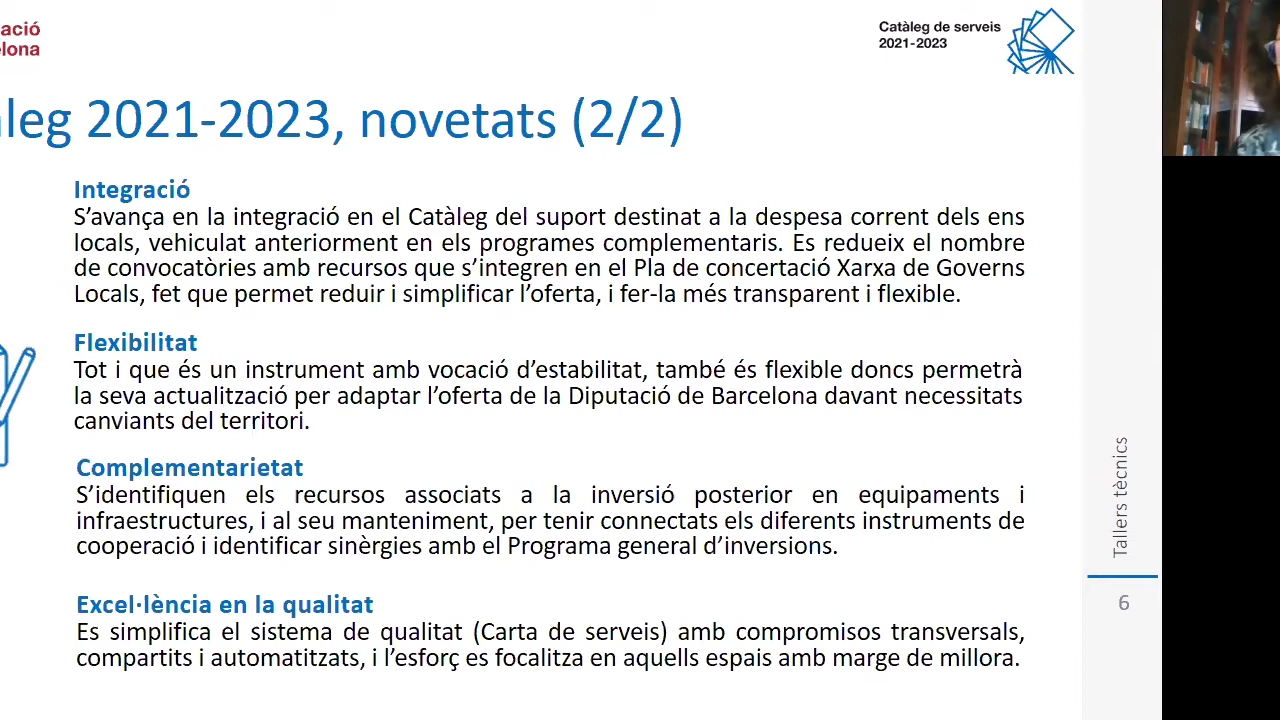 ació
elona
Catàleg de serveis
2021-2023
leg 2021-2023, novetats (2/2)
Integració
S’avança en la integració en el Catàleg del suport destinat a la despesa corrent dels ens
locals, vehiculat anteriorment en els programes complementaris. Es redueix el nombre
de convocatòries amb recursos que s’integren en el Pla de concertació Xarxa de Governs
Locals, fet que permet reduir i simplificar l’oferta, i fer-la més transparent i flexible.
Flexibilitat
Tot i que és un instrument amb vocació d’estabilitat, també és flexible doncs permetrà
la seva actualització per adaptar l’oferta de la Diputació de Barcelona davant necessitats
canviants del territori.
Complementarietat
S’identifiquen els recursos associats a la inversió posterior en equipaments i
infraestructures, i al seu manteniment, per tenir connectats els diferents instruments de
cooperació i identificar sinèrgies amb el Programa general d’inversions.
Excel·lència en la qualitat
Es simplifica el sistema de qualitat (Carta de serveis) amb compromisos transversals,
compartits i automatitzats, i l’esforç es focalitza en aquells espais amb marge de millora.
Tallers tècnics
6